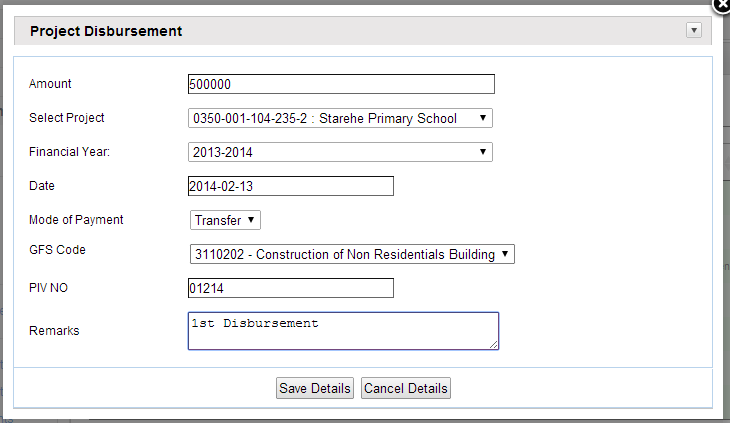 Project Disbursement
Amount 500000
Select Project 0350-001-104-235-2 : Starehe Primary School
Financial Year: 2013-2014
Date 2014-02-13
Mode of Payment Transfer
GFS Code 3110202 - Construction of Non Residentials Building
PIV NO 01214
Remarks 1st Disbursement
Save Details Cancel Details